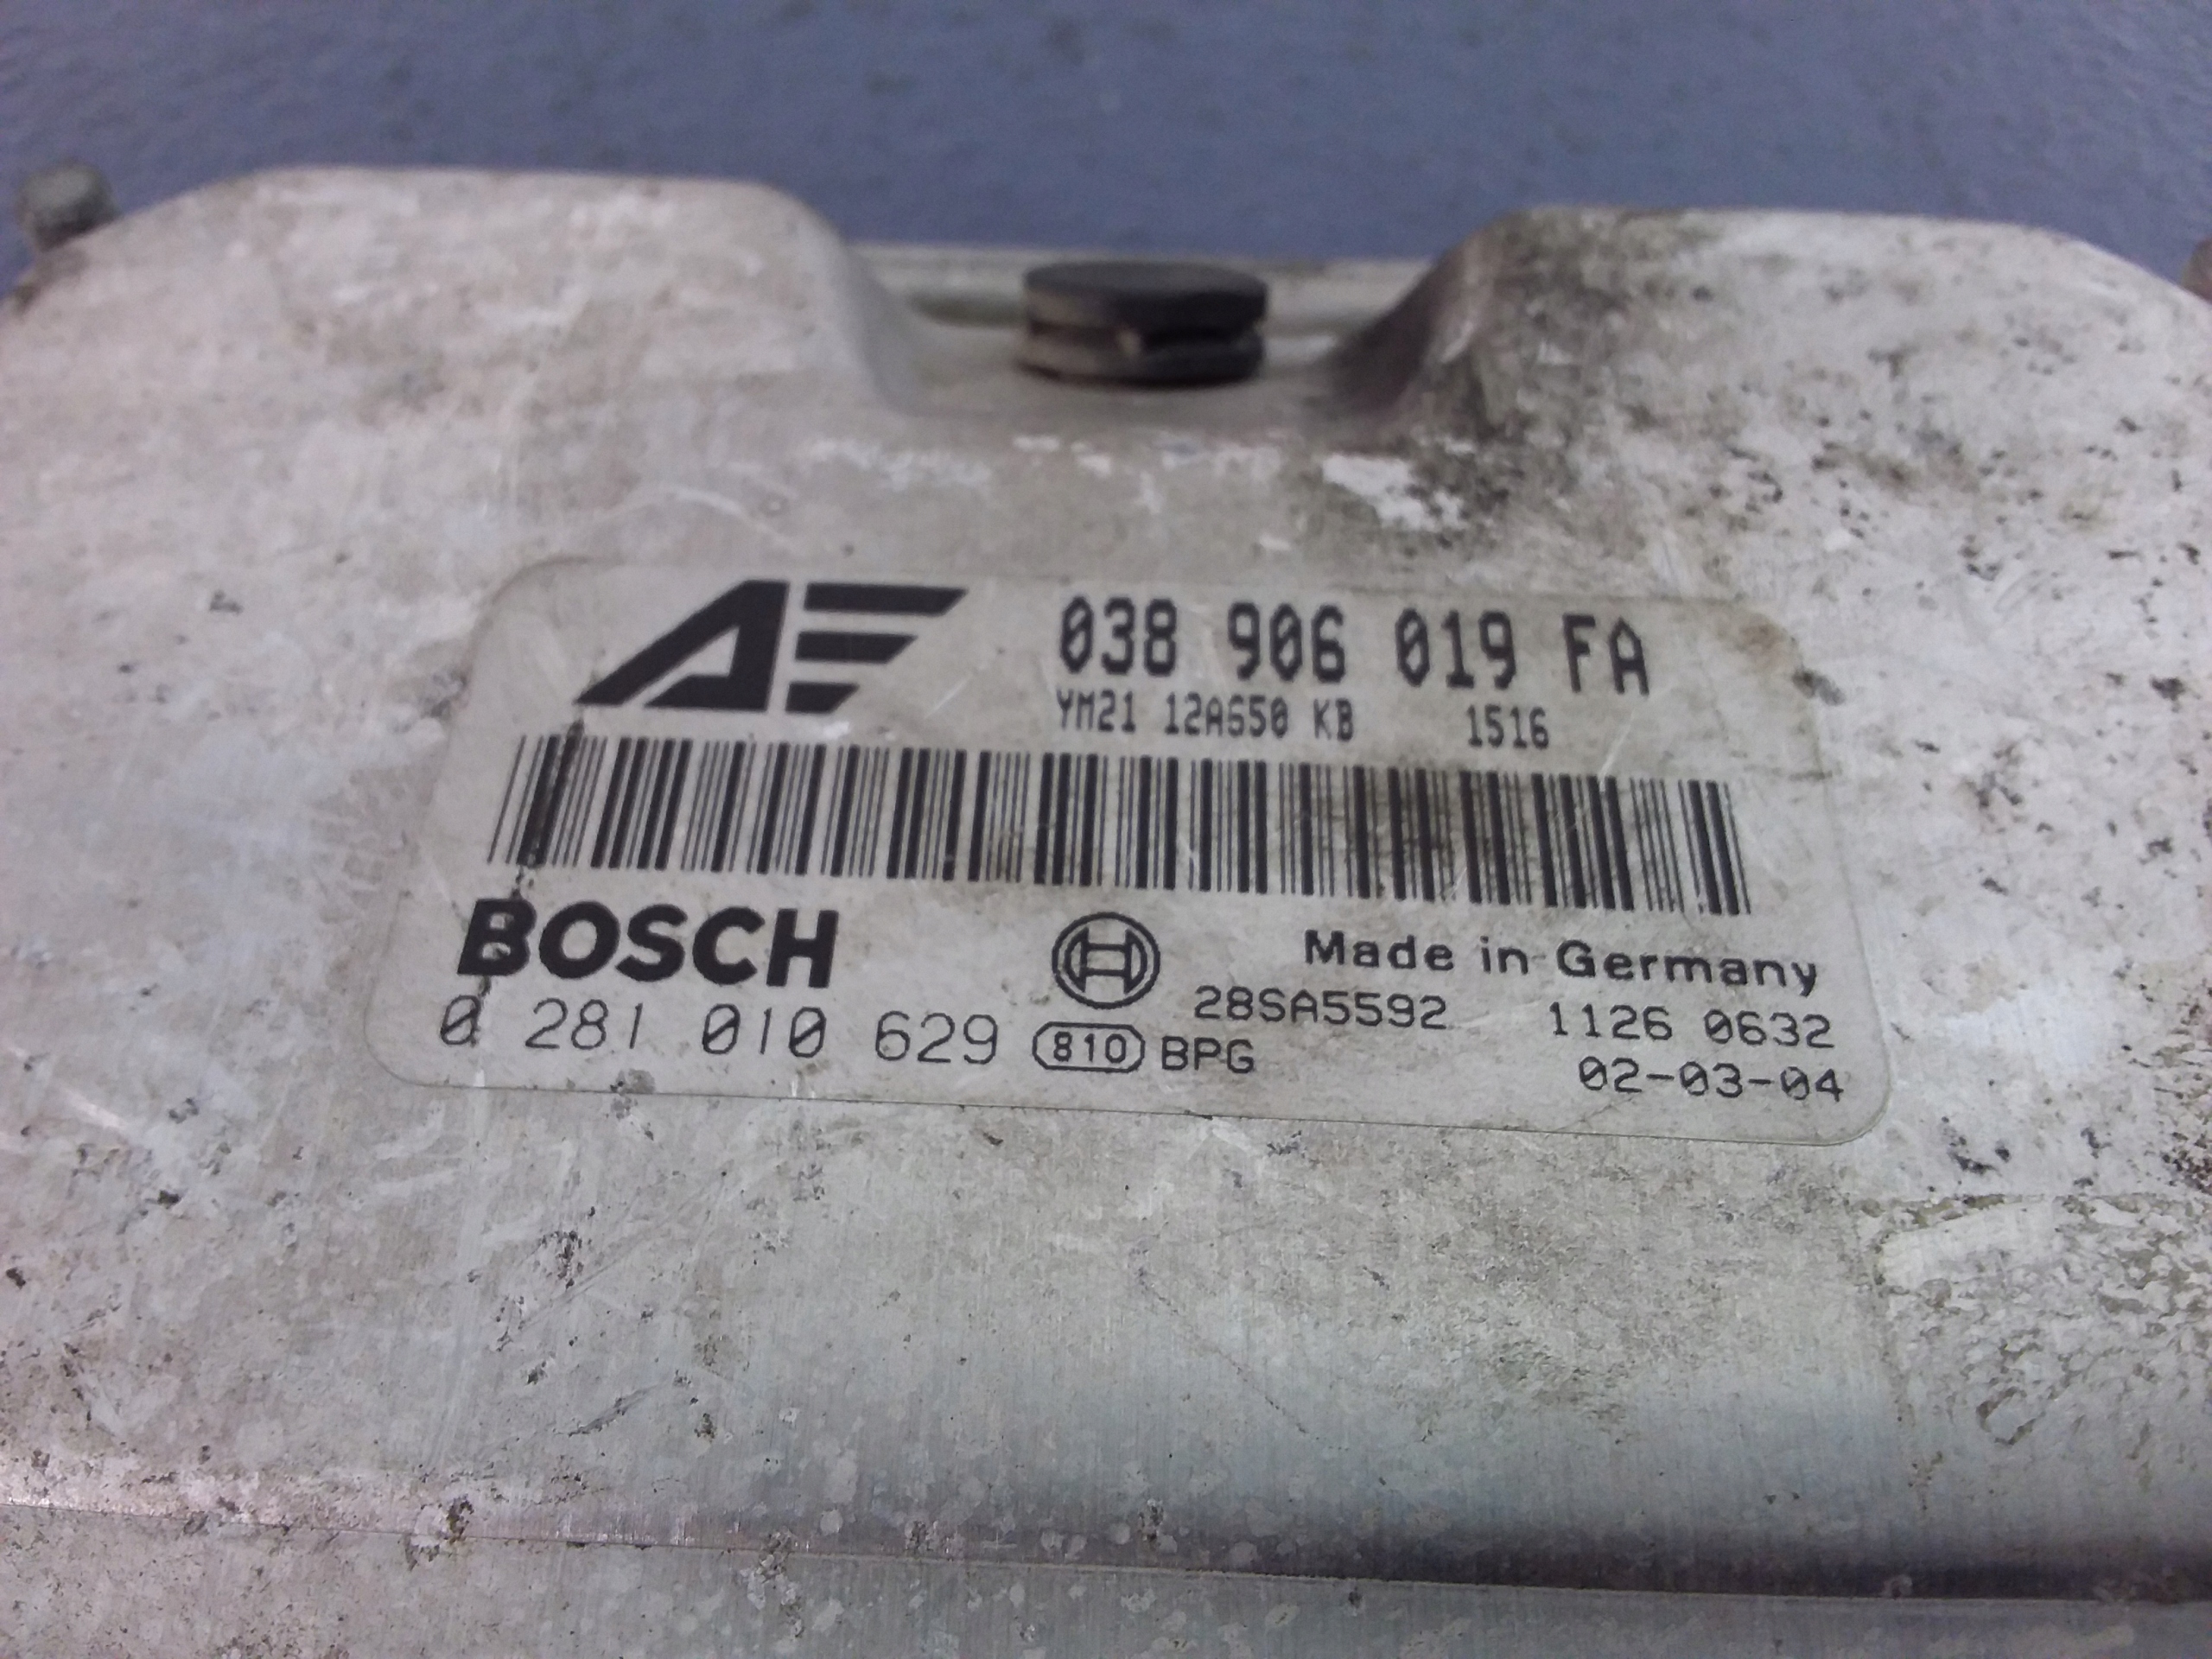 AE 038 906 019 FA
YM21 12A650 KB 1516
BOSCH Made in Germany
28SA5592 1126 0632
0 281 010 629 810 BPG 02-03-04